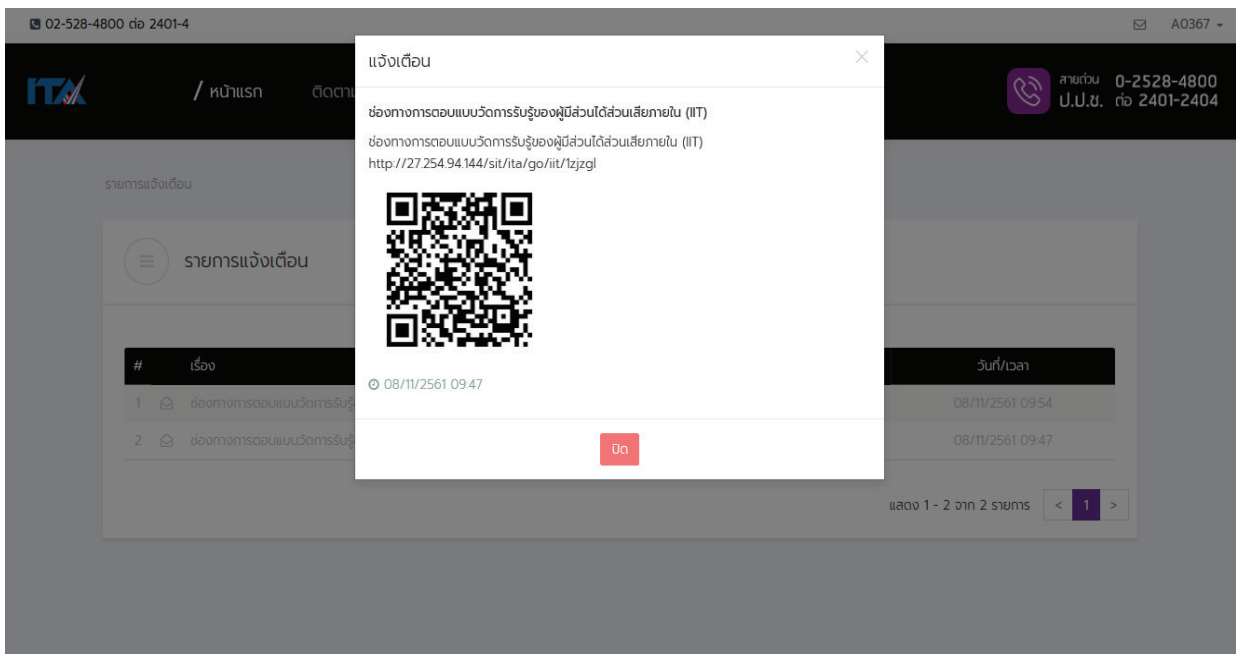 02-528-4800 ต่อ 2401-4
A0367
ITA
/ หน้าแรก
สายด่วน 0-2528-4800
ป.ป.ช. ต่อ 2401-2404
แจ้งเตือน
ช่องทางการตอบแบบวัดการรับรู้ของผู้มีส่วนได้ส่วนเสียภายใน (IIT)
ช่องทางการตอบแบบวัดการรับรู้ของผู้มีส่วนได้ส่วนเสียภายใน (IIT)
http://27.254.94.144/sit/ita/go/iit/1zjzgl
08/11/2561 09:47
ปิด
รายการแจ้งเตือน
รายการแจ้งเตือน
# เรื่อง วันที่/เวลา
1 ช่องทางการตอบแบบวัดการรับรู้ 08/11/2561 09:54
2 ช่องทางการตอบแบบวัดการรับรู้ 08/11/2561 09:47
แสดง 1 - 2 จาก 2 รายการ < 1 >